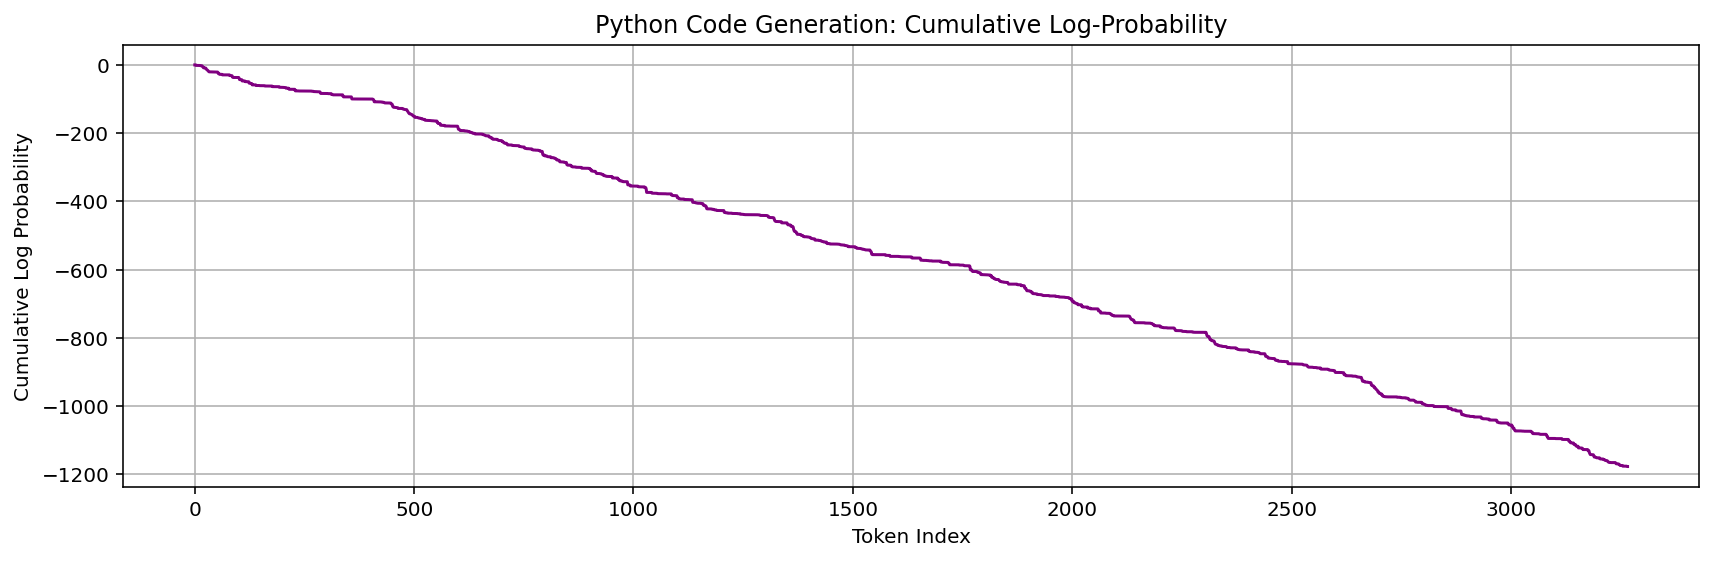 Python Code Generation: Cumulative Log-Probability
Cumulative Log Probability
0
−200
−400
−600
−800
−1000
−1200
0 500 1000 1500 2000 2500 3000
Token Index